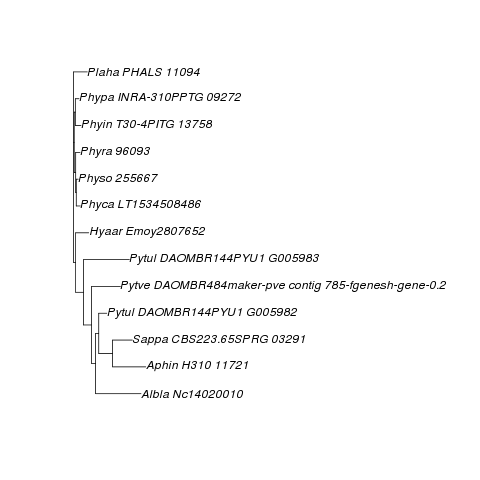 Plaha PHALS 11094
Phypa INRA-310PPTG 09272
Phyin T30-4PITG 13758
Phyra 96093
Physo 255667
Phyca LT1534508486
Hyaar Emoy2807652
Pytul DAOMBR144PYU1 G005983
Pytve DAOMBR484maker-pve contig 785-fgenesh-gene-0.2
Pytul DAOMBR144PYU1 G005982
Sappa CBS223.65SPRG 03291
Aphin H310 11721
Albla Nc14020010